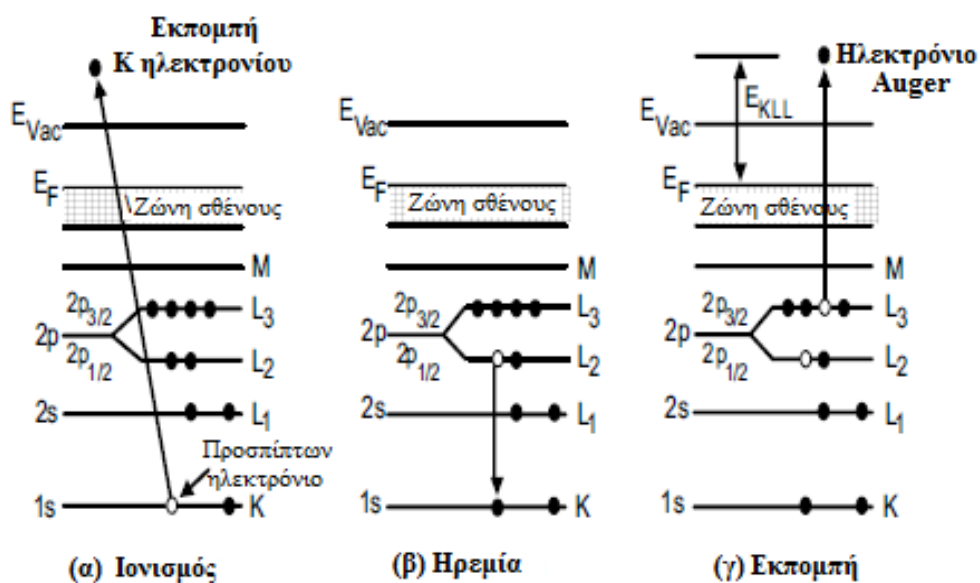 Εκπομπή
Κ ηλεκτρονίου
E_Vac
E_F
Ζώνη σθένους
M
2p_3/2
L_3
2p
2p_1/2
L_2
2s
L_1
Προσπίπτων
ηλεκτρόνιο
1s
K
(α) Ιονισμός
E_Vac
E_F
Ζώνη σθένους
M
2p_3/2
L_3
2p
2p_1/2
L_2
2s
L_1
1s
K
(β) Ηρεμία
Ηλεκτρόνιο
Auger
E_KLL
E_Vac
E_F
Ζώνη σθένους
M
2p_3/2
L_3
2p
2p_1/2
L_2
2s
L_1
1s
K
(γ) Εκπομπή